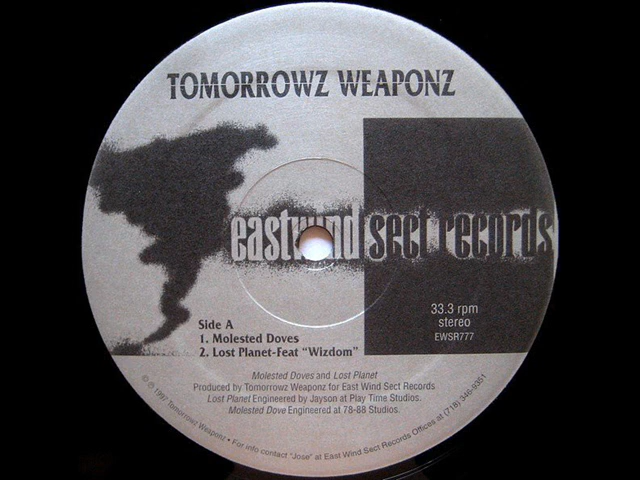 TOMORROWZ WEAPONZ
eastwind sect records
33.3 rpm
stereo
EWSR777
Side A
1. Molested Doves
2. Lost Planet-Feat “Wizdom”
Molested Doves and Lost Planet
Produced by Tomorrowz Weaponz for East Wind Sect Records
Lost Planet Engineered by Jayson at Play Time Studios.
Molested Dove Engineered at 78-88 Studios.
© ℗ 1997 Tomorrowz Weaponz • For info contact “Jose” at East Wind Sect Records Offices at (718) 346-9351